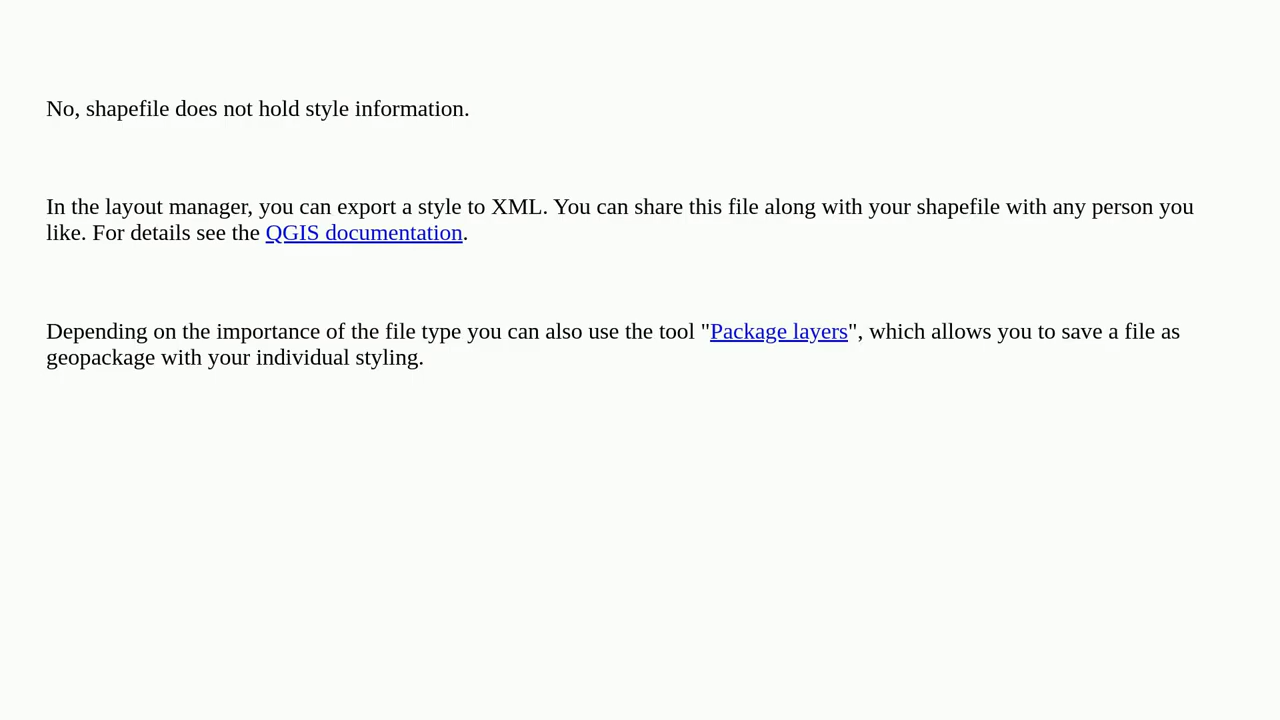 No, shapefile does not hold style information.
In the layout manager, you can export a style to XML. You can share this file along with your shapefile with any person you
like. For details see the QGIS documentation.
Depending on the importance of the file type you can also use the tool "Package layers", which allows you to save a file as
geopackage with your individual styling.